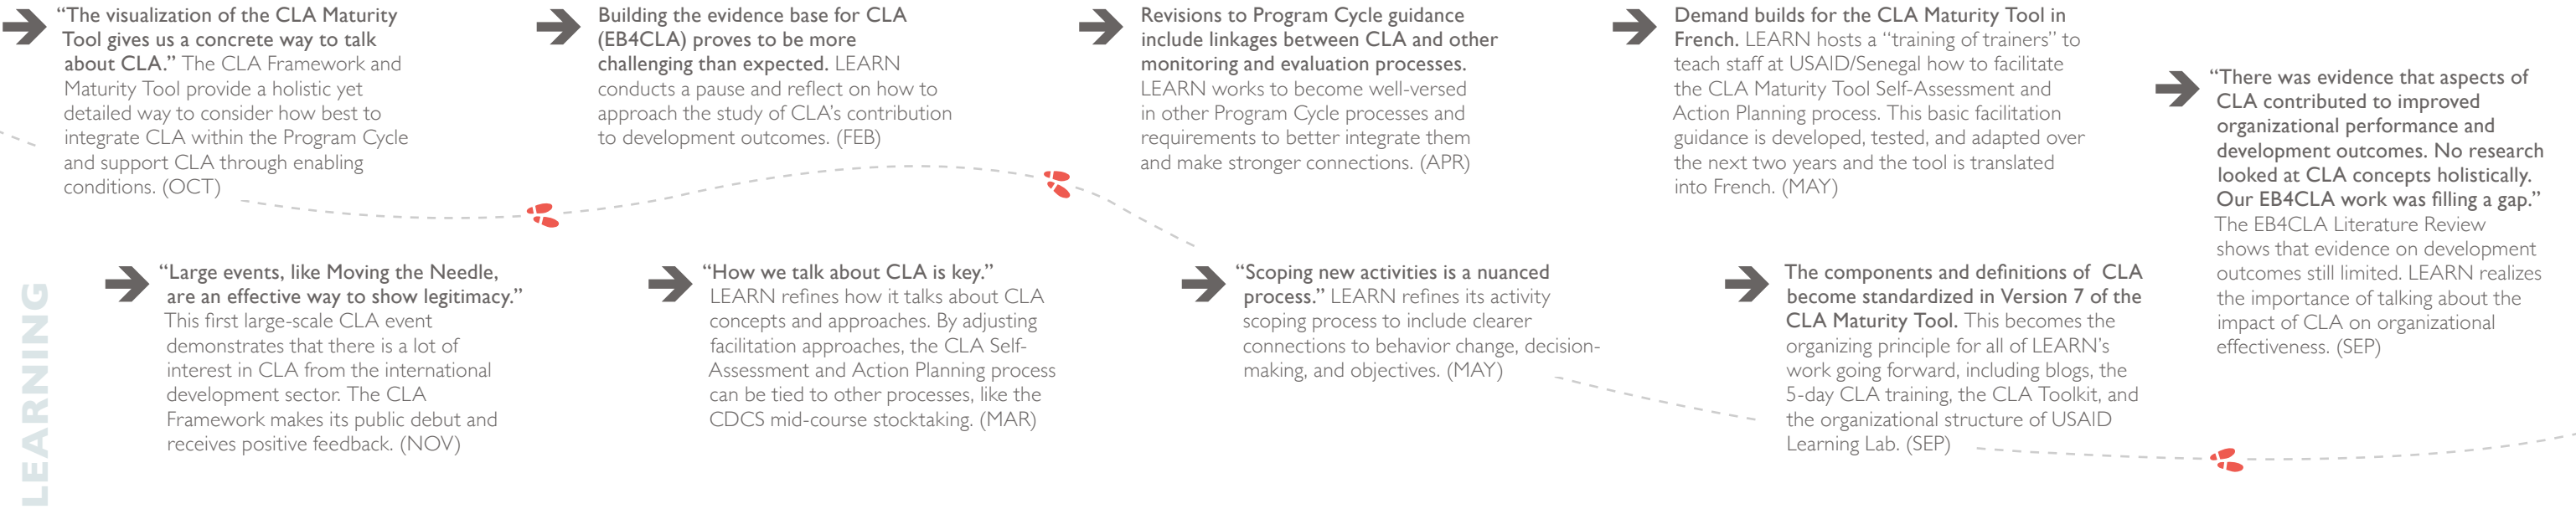 “The visualization of the CLA Maturity
Tool gives us a concrete way to talk
about CLA.” The CLA Framework and
Maturity Tool provide a holistic yet
detailed way to consider how best to
integrate CLA within the Program Cycle
and support CLA through enabling
conditions. (OCT)
“Large events, like Moving the Needle,
are an effective way to show legitimacy.”
This first large-scale CLA event
demonstrates that there is a lot of
interest in CLA from the international
development sector. The CLA
Framework makes its public debut and
receives positive feedback. (NOV)
Building the evidence base for CLA
(EB4CLA) proves to be more
challenging than expected. LEARN
conducts a pause and reflect on how to
approach the study of CLA’s contribution
to development outcomes. (FEB)
“How we talk about CLA is key.”
LEARN refines how it talks about CLA
concepts and approaches. By adjusting
facilitation approaches, the CLA Self-
Assessment and Action Planning process
can be tied to other processes, like the
CDCS mid-course stocktaking. (MAR)
Revisions to Program Cycle guidance
include linkages between CLA and other
monitoring and evaluation processes.
LEARN works to become well-versed
in other Program Cycle processes and
requirements to better integrate them
and make stronger connections. (APR)
“Scoping new activities is a nuanced
process.” LEARN refines its activity
scoping process to include clearer
connections to behavior change, decision-
making, and objectives. (MAY)
Demand builds for the CLA Maturity Tool in
French. LEARN hosts a “training of trainers” to
teach staff at USAID/Senegal how to facilitate
the CLA Maturity Tool Self-Assessment and
Action Planning process. This basic facilitation
guidance is developed, tested, and adapted over
the next two years and the tool is translated
into French. (MAY)
The components and definitions of CLA
become standardized in Version 7 of the
CLA Maturity Tool. This becomes the
organizing principle for all of LEARN’s
work going forward, including blogs, the
5-day CLA training, the CLA Toolkit, and
the organizational structure of USAID
Learning Lab. (SEP)
“There was evidence that aspects of
CLA contributed to improved
organizational performance and
development outcomes. No research
looked at CLA concepts holistically.
Our EB4CLA work was filling a gap.”
The EB4CLA Literature Review
shows that evidence on development
outcomes still limited. LEARN realizes
the importance of talking about the
impact of CLA on organizational
effectiveness. (SEP)
LEARNING